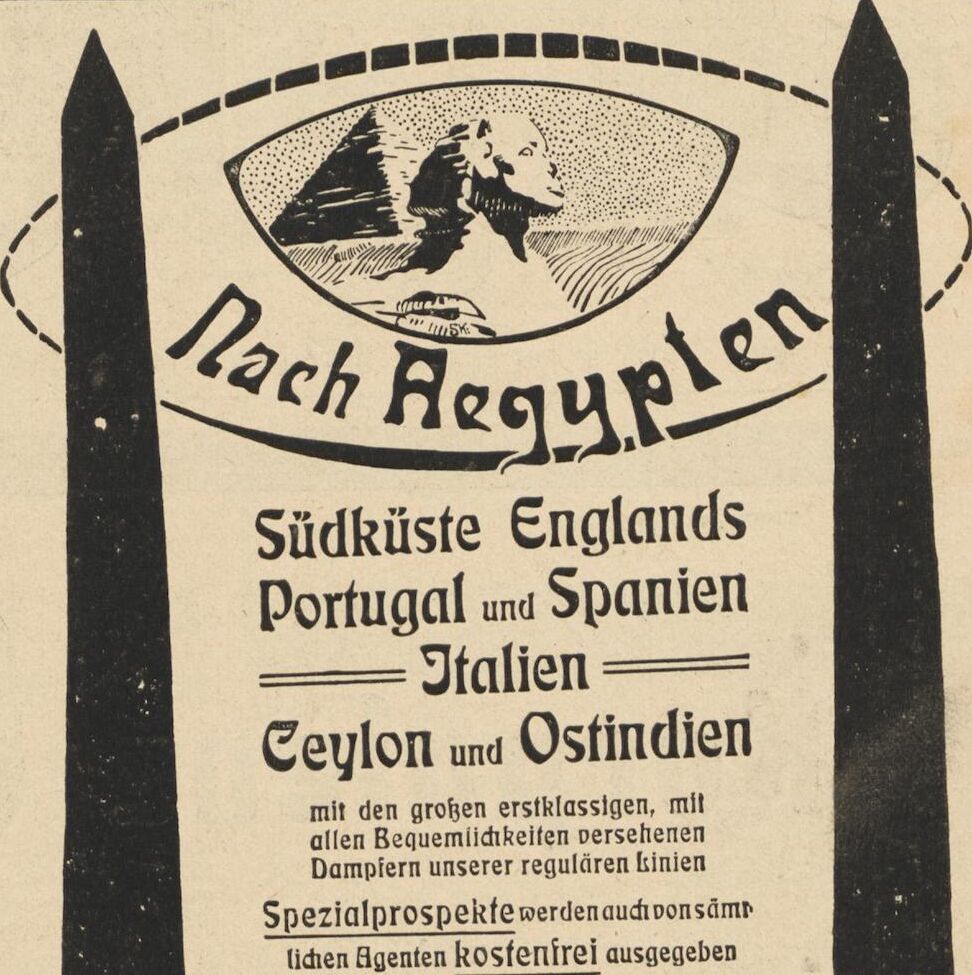 SK.
Nach Aegypten
Südküste Englands
Portugal und Spanien
Italien
Ceylon und Ostindien
mit den großen erstklassigen, mit
allen Bequemlichkeiten versehenen
Dampfern unserer regulären Linien
Spezialprospekte werden auch von sämt-
lichen Agenten kostenfrei ausgegeben